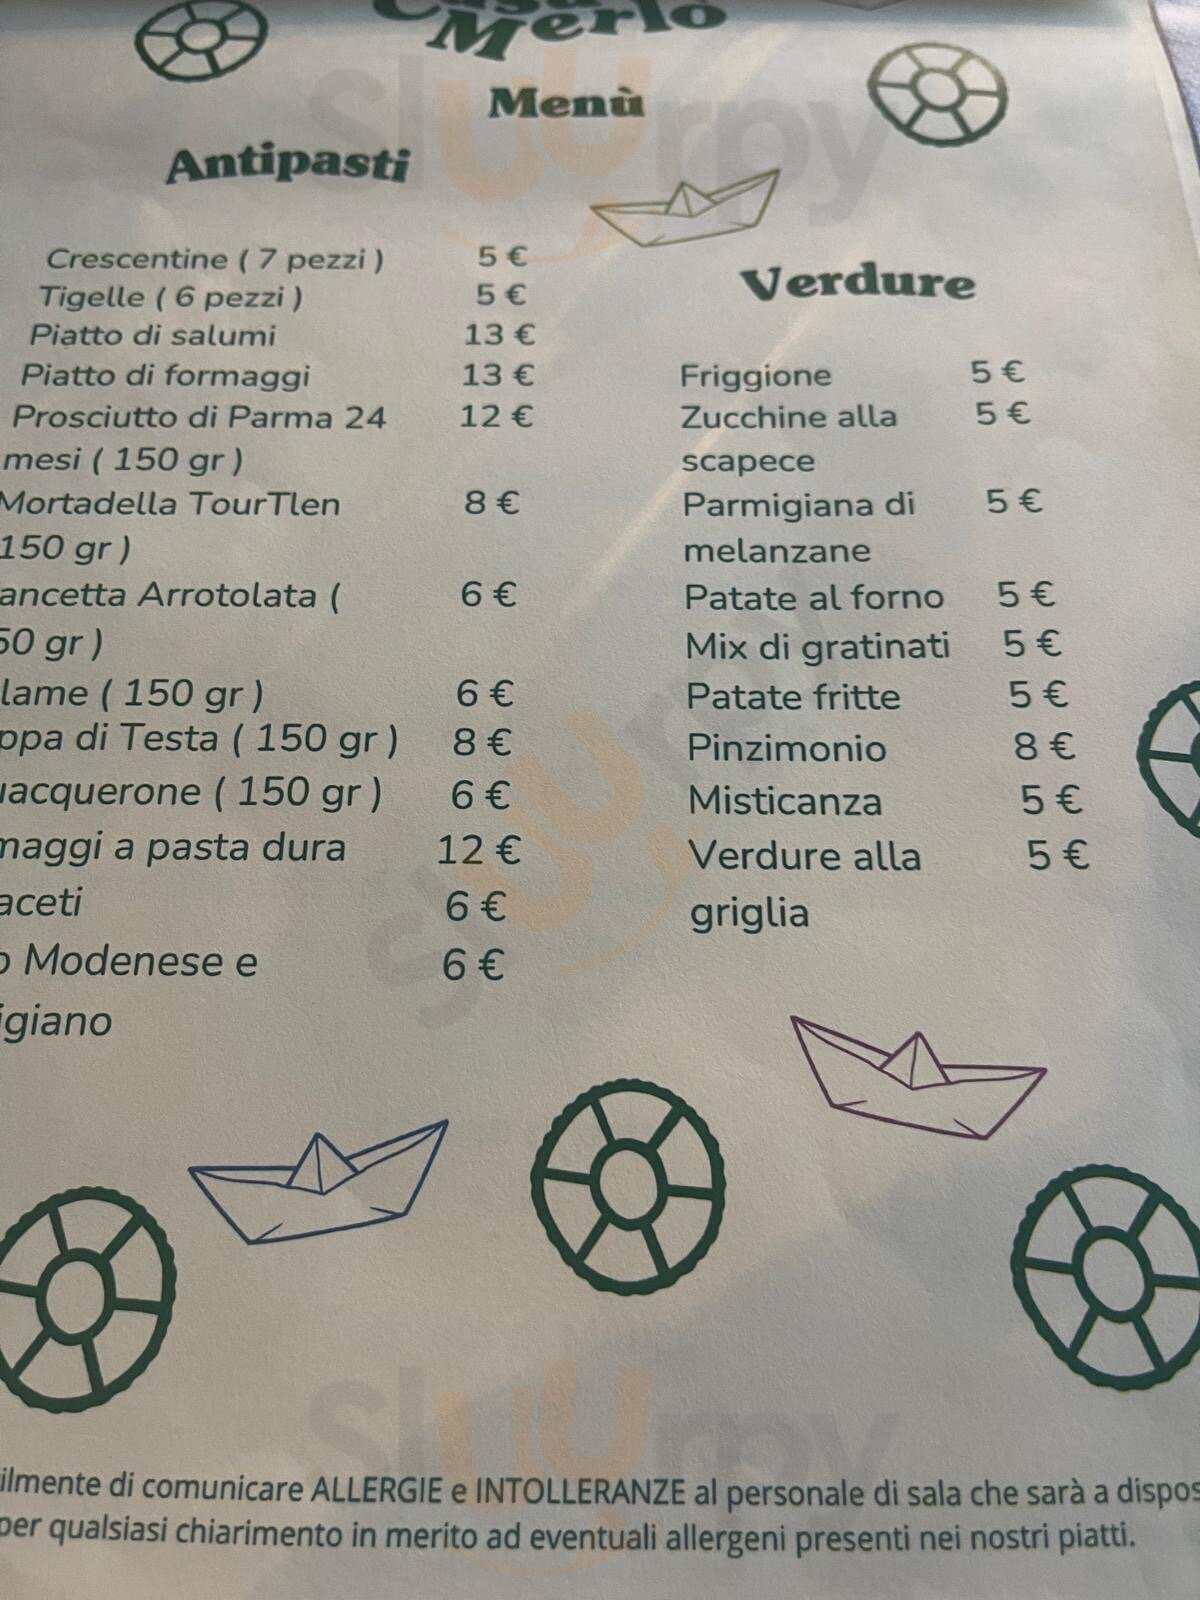 Casa
Merlò
Menù
Antipasti
Crescentine ( 7 pezzi ) 5 €
Tigelle ( 6 pezzi ) 5 €
Piatto di salumi 13 €
Piatto di formaggi 13 €
Prosciutto di Parma 24 12 €
mesi ( 150 gr )
Mortadella TourTlen 8 €
150 gr )
ancetta Arrotolata ( 6 €
50 gr )
lame ( 150 gr ) 6 €
ppa di Testa ( 150 gr ) 8 €
uacquerone ( 150 gr ) 6 €
maggi a pasta dura 12 €
aceti 6 €
o Modenese e 6 €
igiano
Verdure
Friggione 5 €
Zucchine alla 5 €
scapece
Parmigiana di 5 €
melanzane
Patate al forno 5 €
Mix di gratinati 5 €
Patate fritte 5 €
Pinzimonio 8 €
Misticanza 5 €
Verdure alla 5 €
griglia
ilmente di comunicare ALLERGIE e INTOLLERANZE al personale di sala che sarà a dispos
per qualsiasi chiarimento in merito ad eventuali allergeni presenti nei nostri piatti.
Sluurpy
Sluurpy
Sluurpy